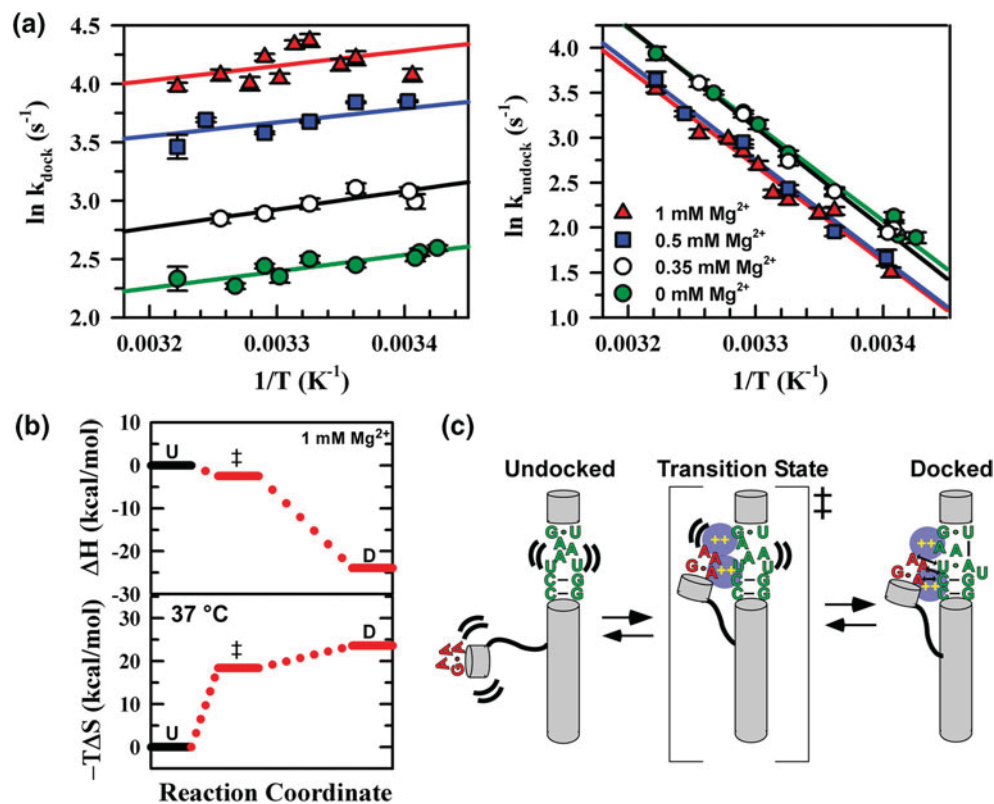 (a)
4.5
4.0
3.5
3.0
2.5
2.0
ln k_dock (s⁻¹)
0.0032 0.0033 0.0034
1/T (K⁻¹)
4.0
3.5
3.0
2.5
2.0
1.5
1.0
ln k_undock (s⁻¹)
1 mM Mg²⁺
0.5 mM Mg²⁺
0.35 mM Mg²⁺
0 mM Mg²⁺
0.0032 0.0033 0.0034
1/T (K⁻¹)
(b)
10
0
-10
-20
-30
ΔH (kcal/mol)
1 mM Mg²⁺
U
‡
D
30
20
10
0
−TΔS (kcal/mol)
37 °C
U
‡
D
Reaction Coordinate
(c)
Undocked
G • U
A
A A
U G
C – G
C – G
A A
A G
Transition State
‡
G • U
++
A
A A
A
A ++ U G
G • A C – G
C – G
Docked
G U
++
A A
A
A U • A U
G • A C – G
++ C – G